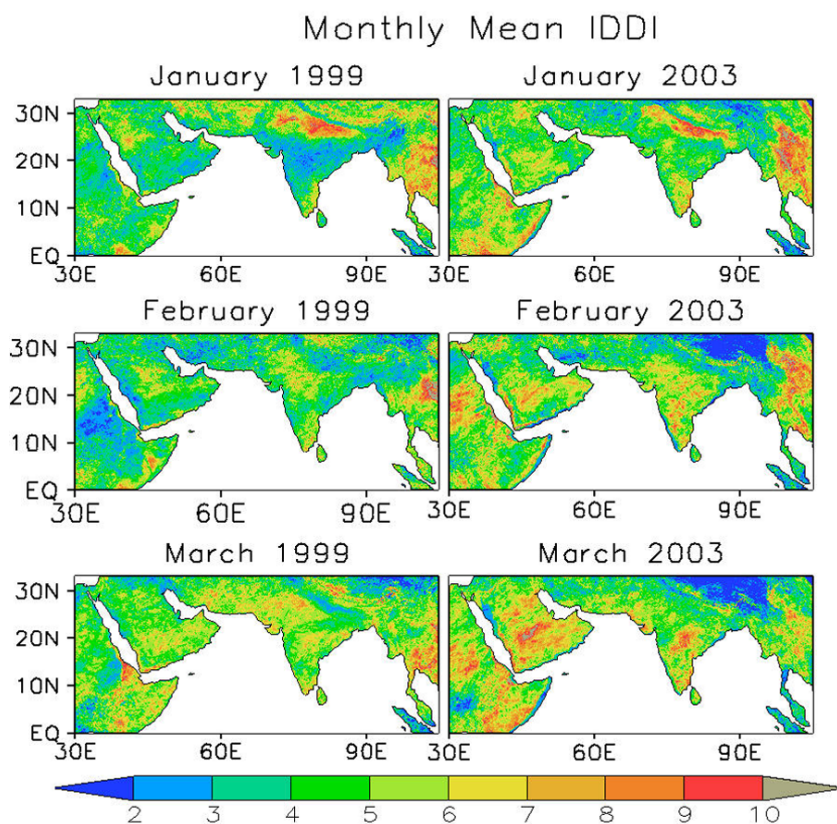 Monthly Mean IDDI
January 1999 January 2003
30N
20N
10N
EQ
30E 60E 90E 30E 60E 90E
February 1999 February 2003
30N
20N
10N
EQ
30E 60E 90E 30E 60E 90E
March 1999 March 2003
30N
20N
10N
EQ
30E 60E 90E 30E 60E 90E
2 3 4 5 6 7 8 9 10